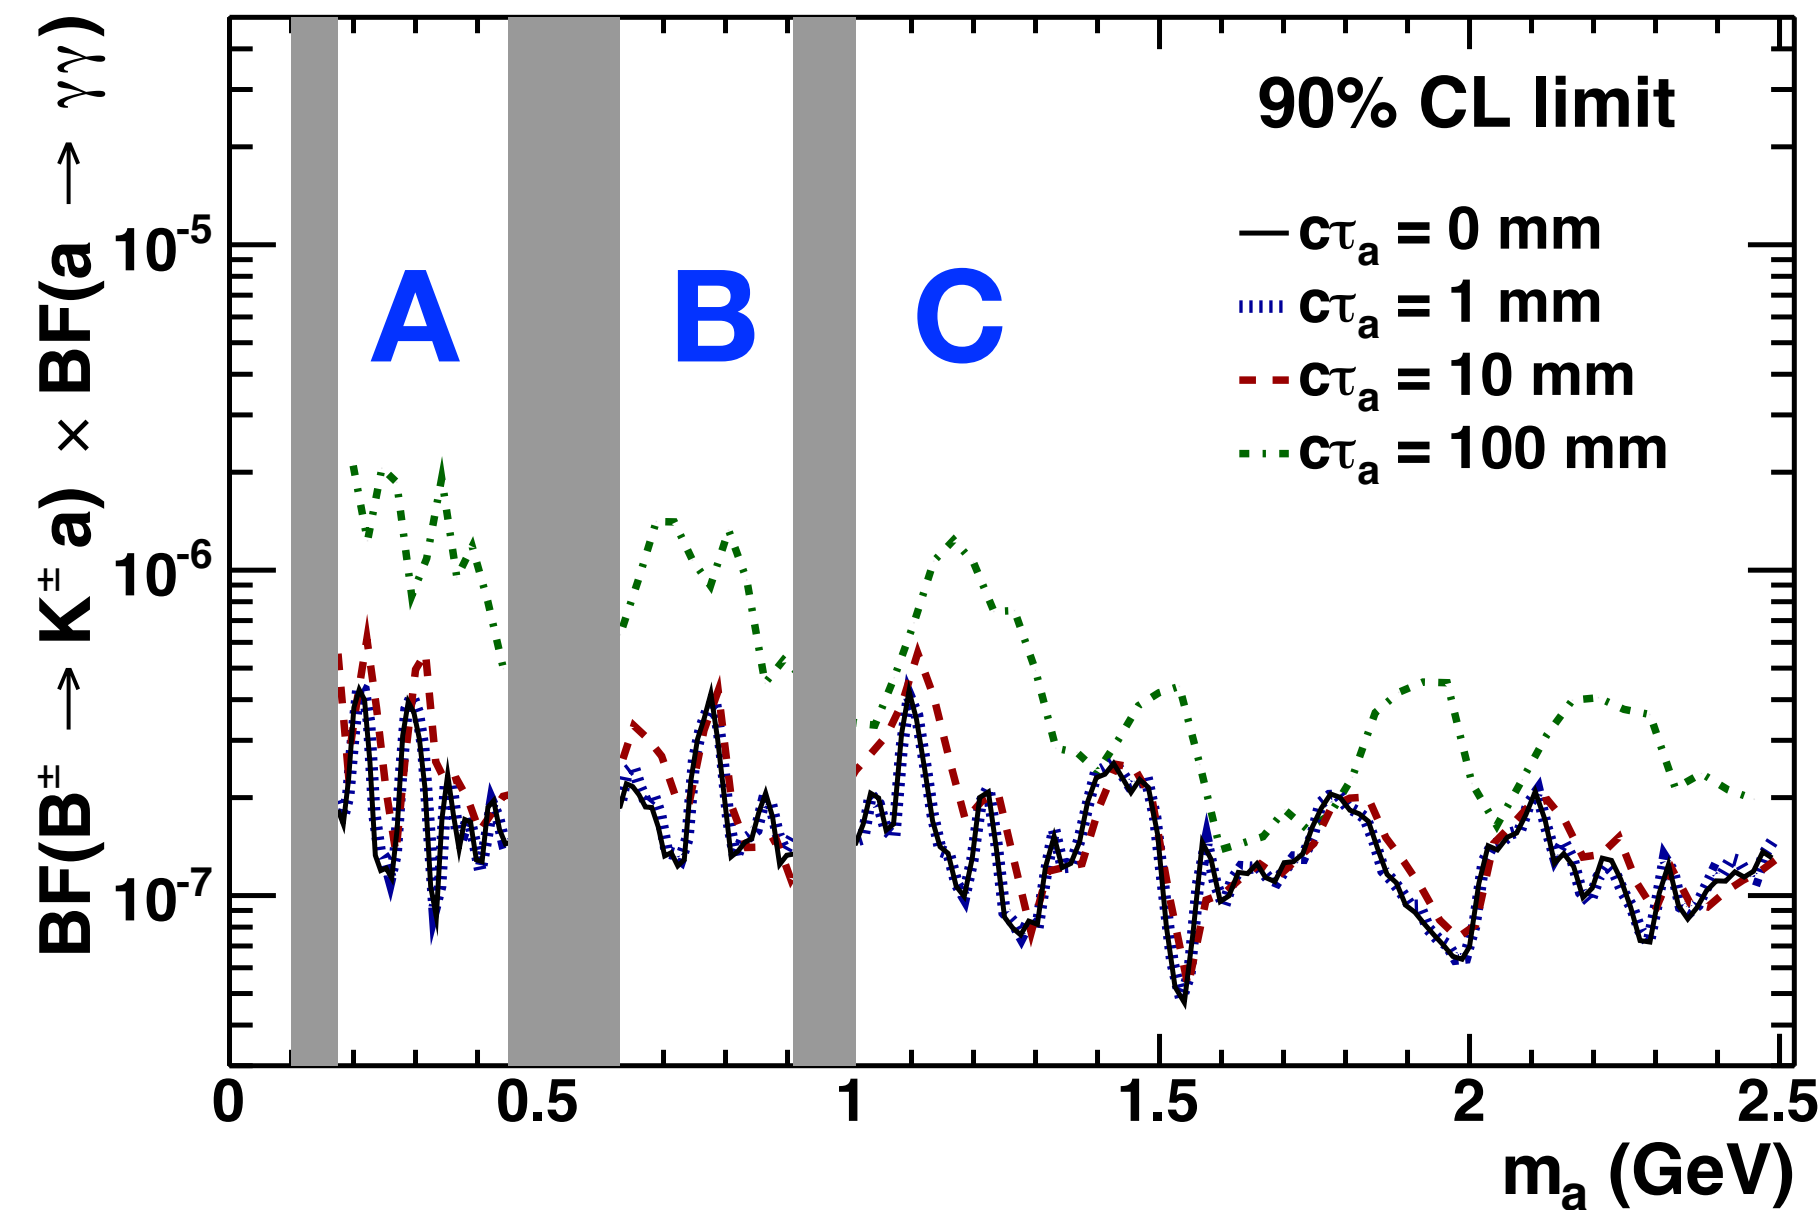 BF(B± → K± a) × BF(a → γγ)
90% CL limit
cτa = 0 mm
cτa = 1 mm
cτa = 10 mm
cτa = 100 mm
A
B
C
10-5
10-6
10-7
0
0.5
1
1.5
2
2.5
ma (GeV)